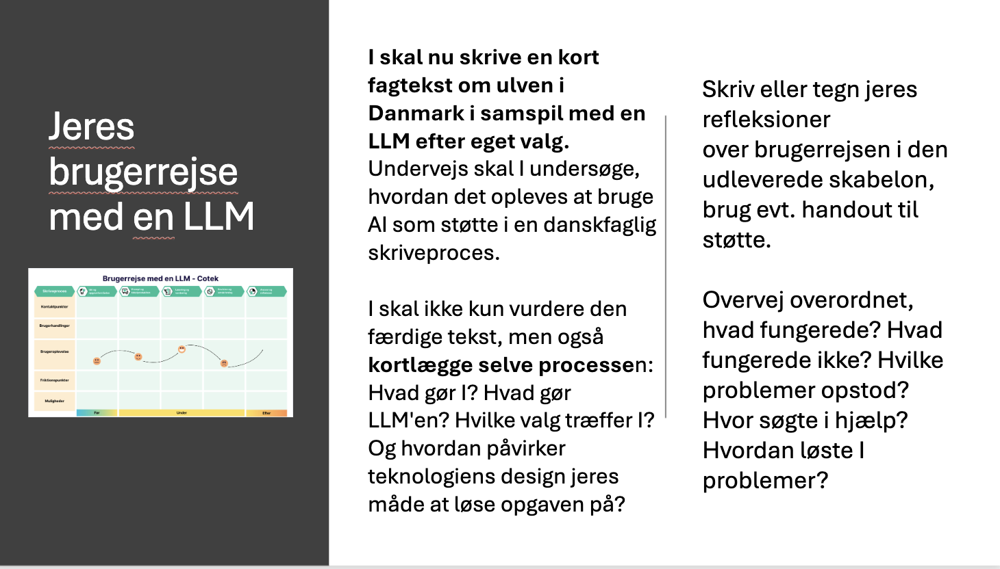 Jeres
brugerrejse
med en LLM
Brugerrejse med en LLM - Cotek
Skriveproces
Kontaktpunkter
Brugerhandlinger
Brugeroplevelse
Friktionspunkter
Muligheder
Før
Under
Efter
I skal nu skrive en kort
fagtekst om ulven i
Danmark i samspil med en
LLM efter eget valg.
Undervejs skal I undersøge,
hvordan det opleves at bruge
AI som støtte i en danskfaglig
skriveproces.
I skal ikke kun vurdere den
færdige tekst, men også
kortlægge selve processen:
Hvad gør I? Hvad gør
LLM'en? Hvilke valg træffer I?
Og hvordan påvirker
teknologiens design jeres
måde at løse opgaven på?
Skriv eller tegn jeres
refleksioner
over brugerrejsen i den
udleverede skabelon,
brug evt. handout til
støtte.
Overvej overordnet,
hvad fungerede? Hvad
fungerede ikke? Hvilke
problemer opstod?
Hvor søgte i hjælp?
Hvordan løste I
problemer?